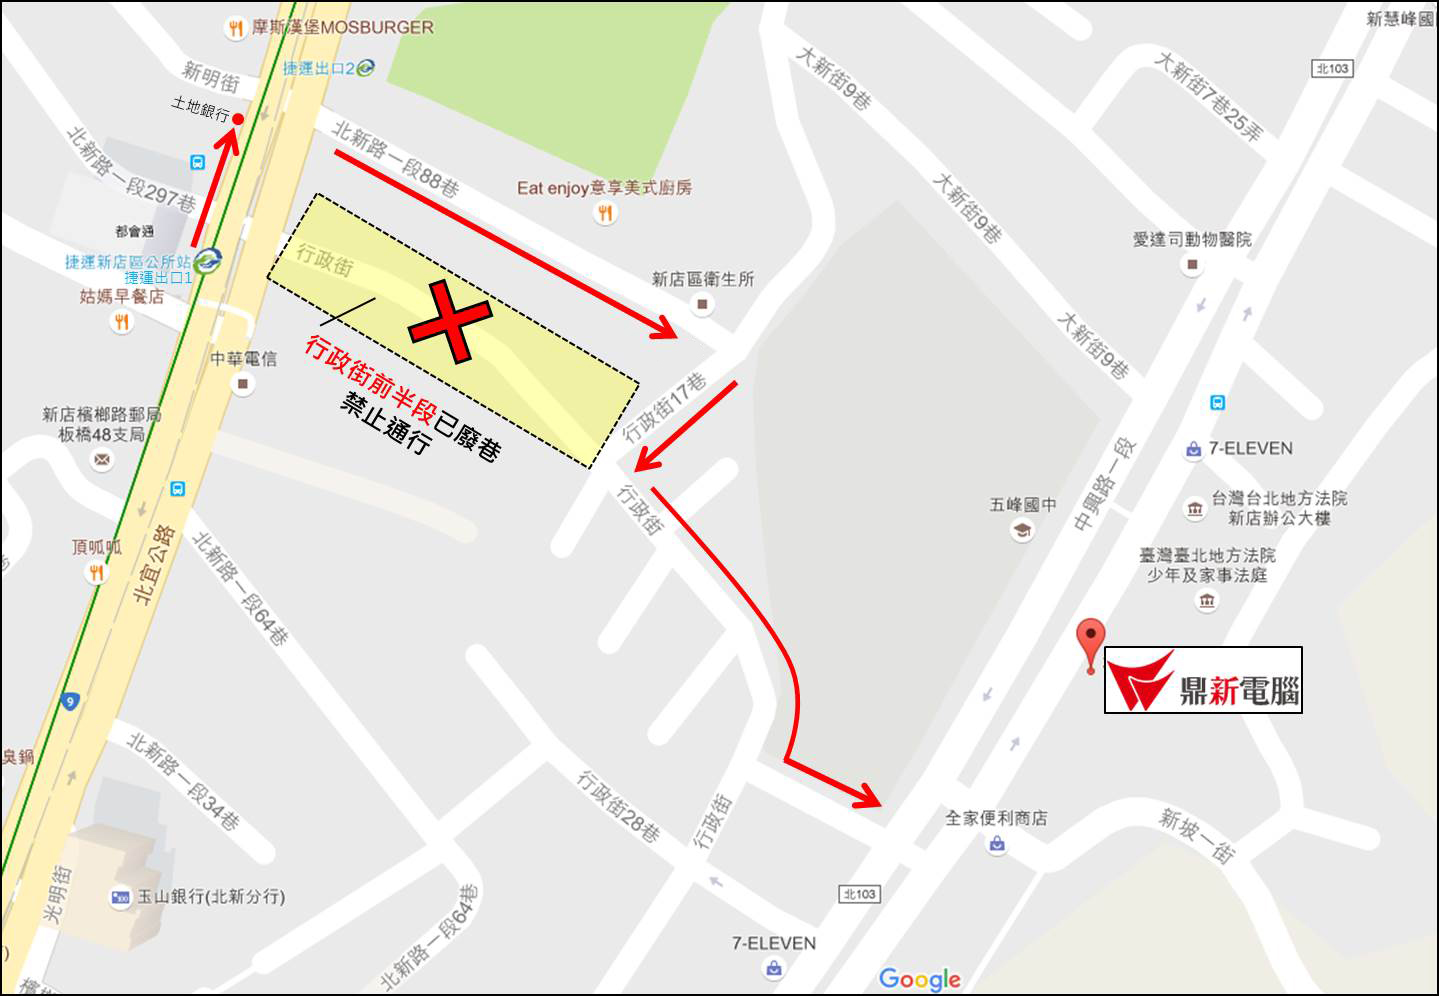 摩斯漢堡MOSBURGER
新慧峰國
捷運出口2
新明街
土地銀行
大新街9巷
大新街7巷25弄
北103
北新路一段88巷
北新路一段297巷
Eat enjoy意享美式廚房
大新街9巷
都會通
愛達司動物醫院
捷運新店區公所站
捷運出口1
行政街
新店區衛生所
姑媽早餐店
大新街9巷
中華電信
行政街前半段已廢巷
禁止通行
行政街17巷
新店檳榔路郵局
板橋48支局
7-ELEVEN
中興路一段
行政街
五峰國中
台灣台北地方法院
新店辦公大樓
頂呱呱
北宜公路
臺灣臺北地方法院
少年及家事法庭
北新路一段64巷
鼎新電腦
9
臭鍋
北新路一段34巷
行政街28巷
行政街
全家便利商店
新坡一街
光明街
玉山銀行(北新分行)
北103
北新路一段64巷
7-ELEVEN
Google